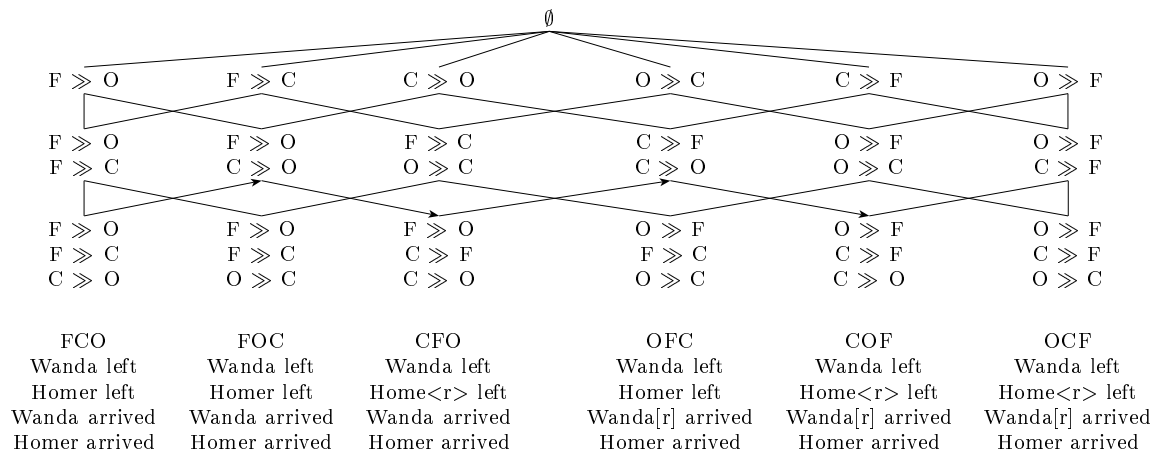 ∅
F ≫ O F ≫ C C ≫ O O ≫ C C ≫ F O ≫ F
F ≫ O F ≫ O F ≫ C C ≫ F O ≫ F O ≫ F
F ≫ C C ≫ O O ≫ C C ≫ O O ≫ C C ≫ F
F ≫ O F ≫ O F ≫ O O ≫ F O ≫ F O ≫ F
F ≫ C F ≫ C C ≫ F F ≫ C C ≫ F C ≫ F
C ≫ O O ≫ C C ≫ O O ≫ C C ≫ O O ≫ C
FCO FOC CFO OFC COF OCF
Wanda left Wanda left Wanda left Wanda left Wanda left Wanda left
Homer left Homer left Home<r> left Homer left Home<r> left Home<r> left
Wanda arrived Wanda arrived Wanda arrived Wanda[r] arrived Wanda[r] arrived Wanda[r] arrived
Homer arrived Homer arrived Homer arrived Homer arrived Homer arrived Homer arrived